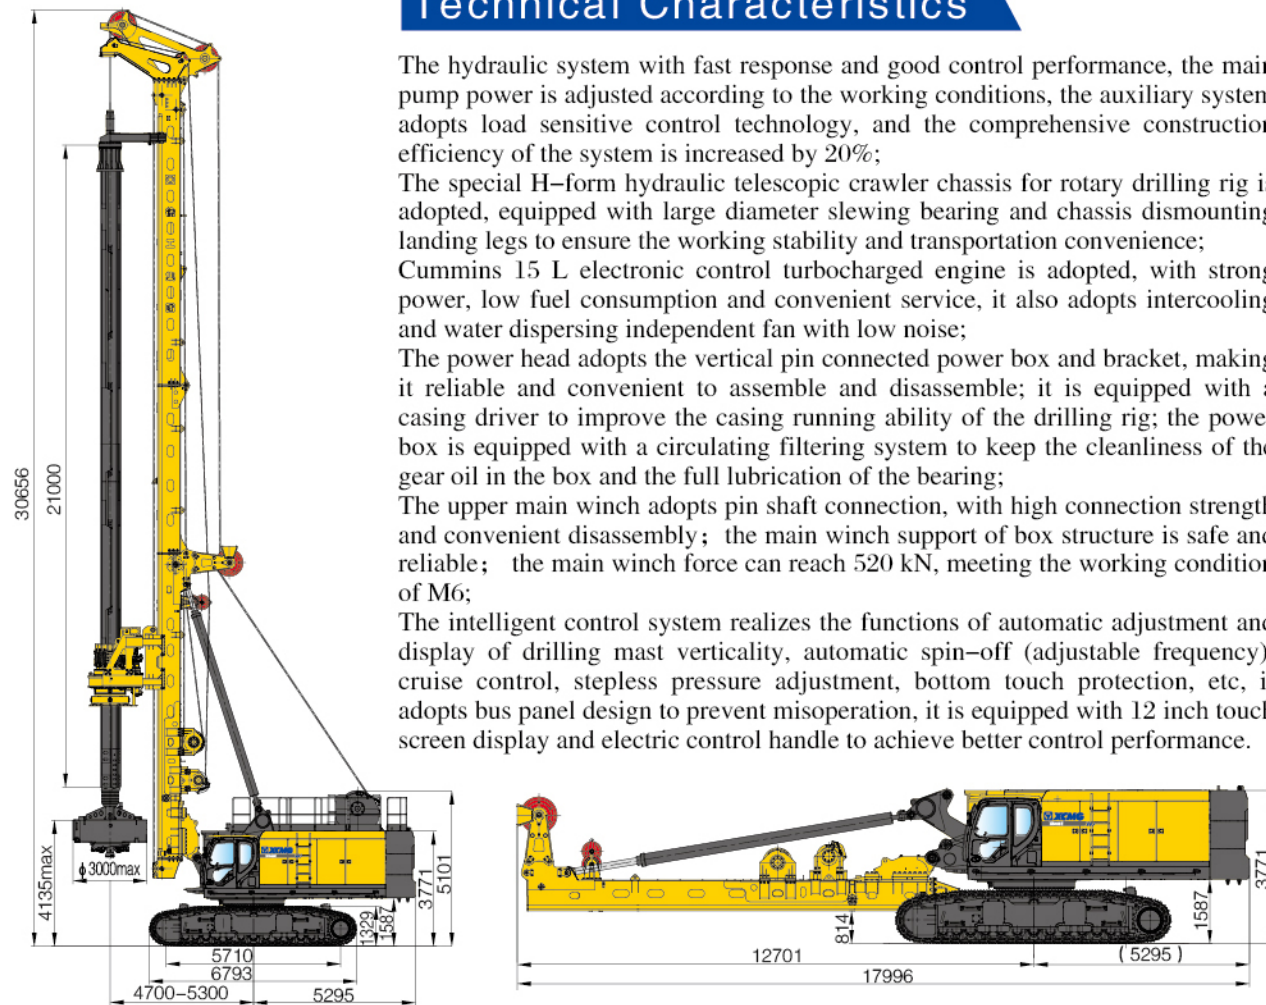 Technical Characteristics
The hydraulic system with fast response and good control performance, the main
pump power is adjusted according to the working conditions, the auxiliary system
adopts load sensitive control technology, and the comprehensive construction
efficiency of the system is increased by 20%;
The special H–form hydraulic telescopic crawler chassis for rotary drilling rig is
adopted, equipped with large diameter slewing bearing and chassis dismounting
landing legs to ensure the working stability and transportation convenience;
Cummins 15 L electronic control turbocharged engine is adopted, with strong
power, low fuel consumption and convenient service, it also adopts intercooling
and water dispersing independent fan with low noise;
The power head adopts the vertical pin connected power box and bracket, making
it reliable and convenient to assemble and disassemble; it is equipped with a
casing driver to improve the casing running ability of the drilling rig; the power
box is equipped with a circulating filtering system to keep the cleanliness of the
gear oil in the box and the full lubrication of the bearing;
The upper main winch adopts pin shaft connection, with high connection strength
and convenient disassembly; the main winch support of box structure is safe and
reliable; the main winch force can reach 520 kN, meeting the working condition
of M6;
The intelligent control system realizes the functions of automatic adjustment and
display of drilling mast verticality, automatic spin–off (adjustable frequency)
cruise control, stepless pressure adjustment, bottom touch protection, etc, i
adopts bus panel design to prevent misoperation, it is equipped with 12 inch touch
screen display and electric control handle to achieve better control performance.
30656
21000
4135max
ϕ3000max
1329
1587
3771
5101
5710
6793
4700–5300
5295
XCMG
814
1587
3771
12701
(5295)
17996